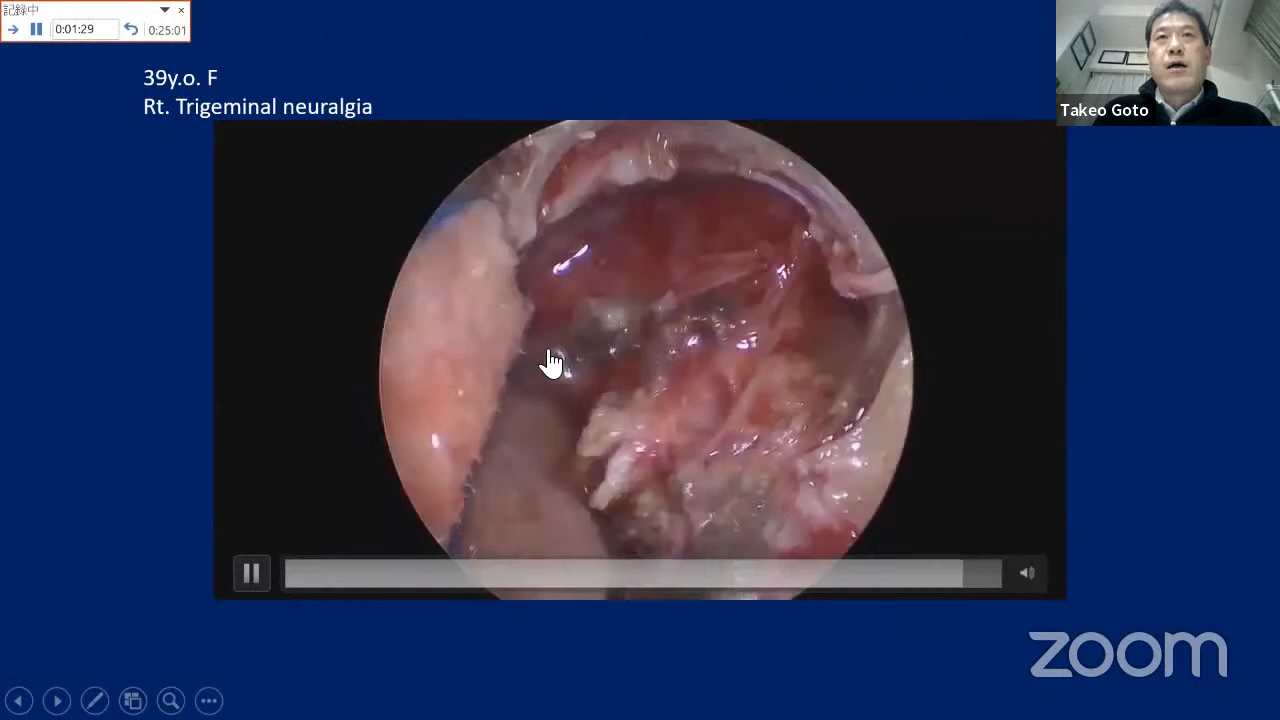 記録中
0:01:29
0:25:01
39y.o. F
Rt. Trigeminal neuralgia
Takeo Goto
zoom